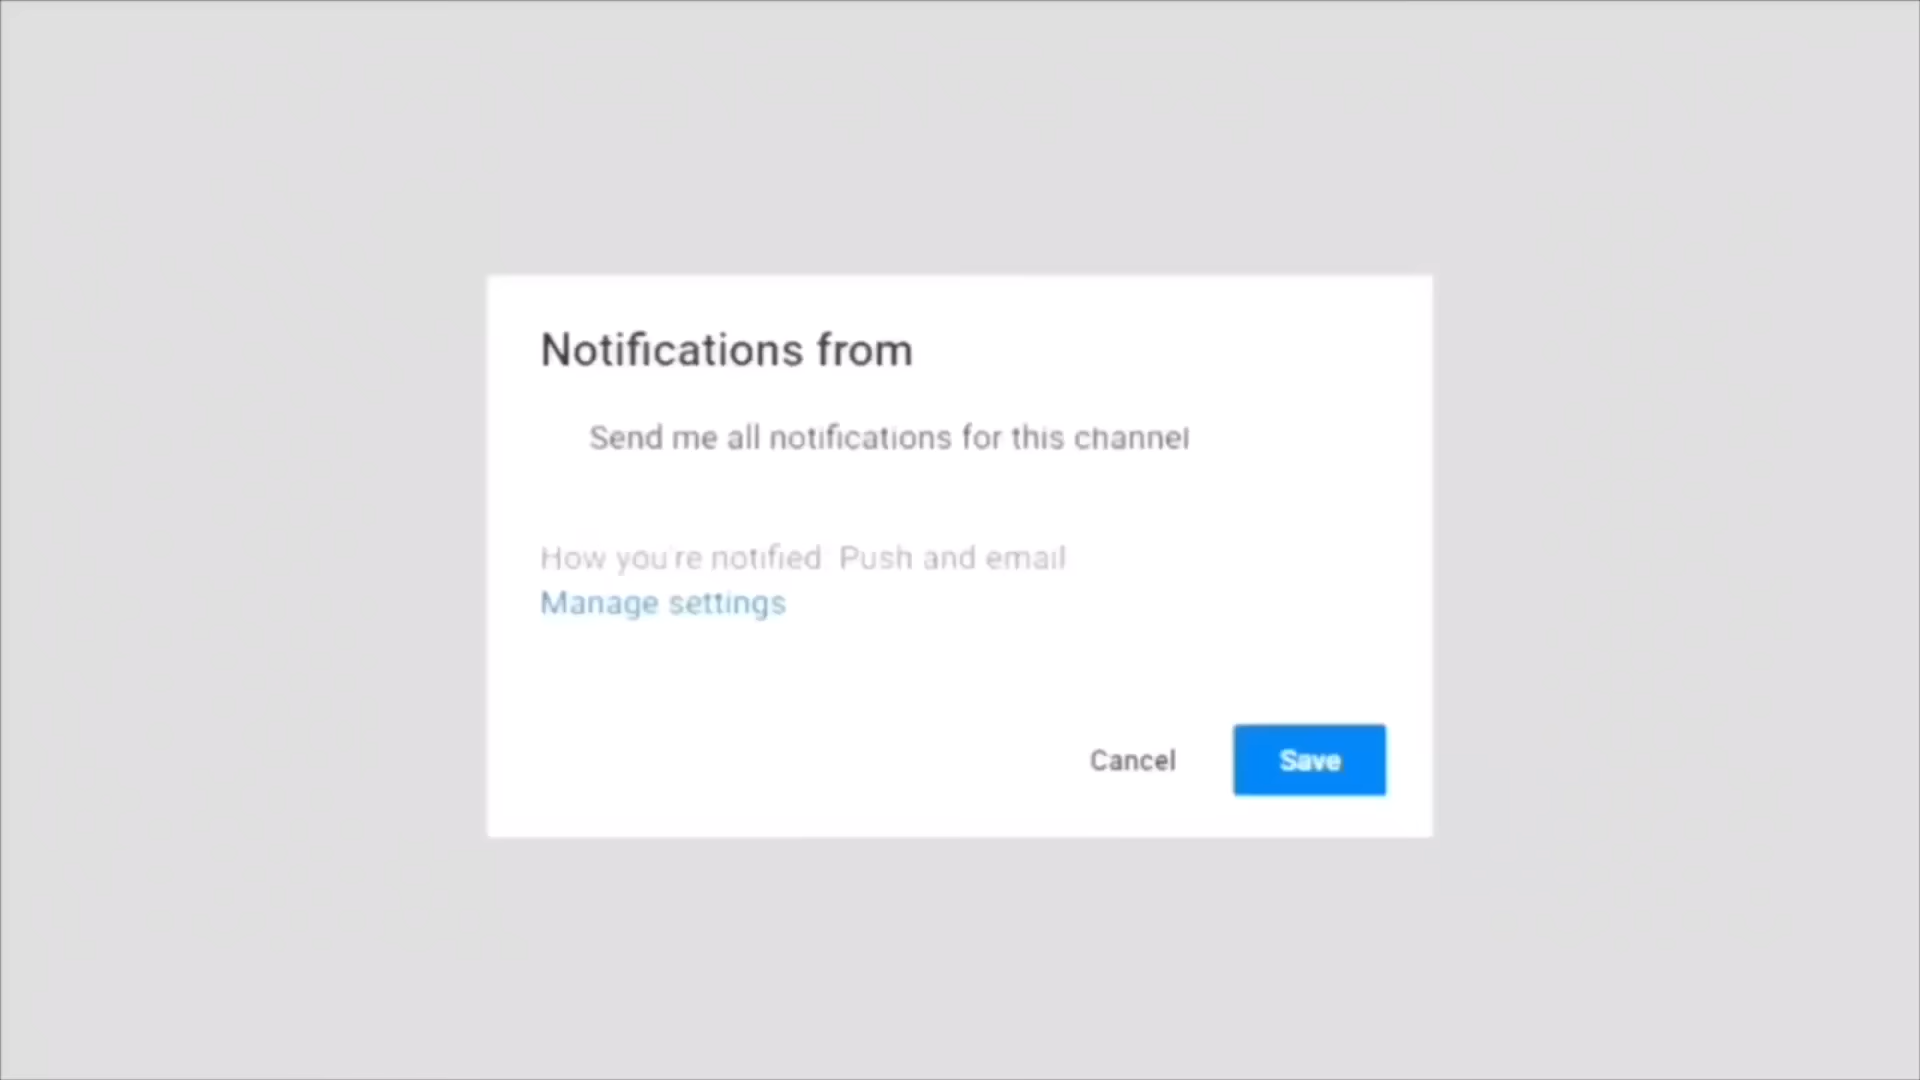 Notifications from
Send me all notifications for this channel
How you're notified: Push and email
Manage settings
Cancel
Save